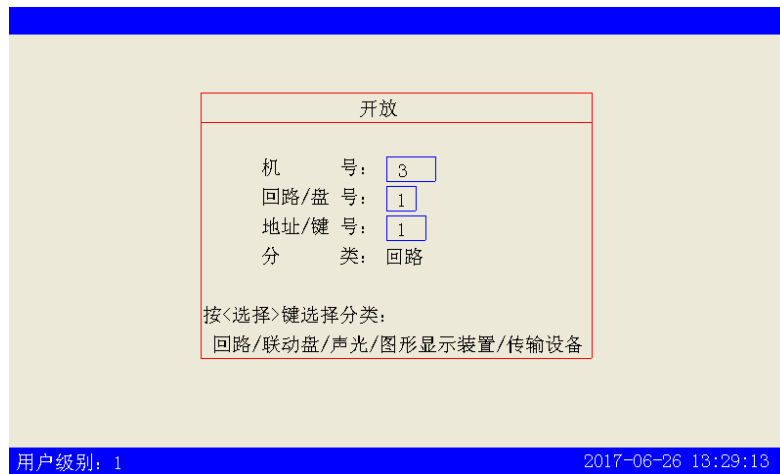 开放
机 号： 3
回路/盘 号： 1
地址/键 号： 1
分 类： 回路
按<选择>键选择分类：
回路/联动盘/声光/图形显示装置/传输设备
用户级别：1 2017-06-26 13:29:13